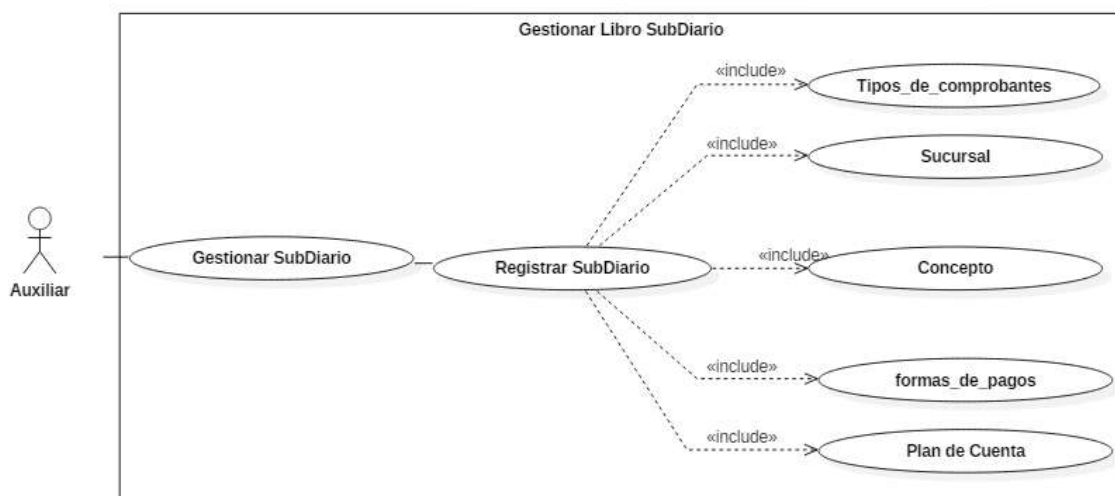 Gestionar Libro SubDiario
«include»
Tipos_de_comprobantes
«include»
Sucursal
Auxiliar
Gestionar SubDiario
Registrar SubDiario
«include»
Concepto
«include»
formas_de_pagos
«include»
Plan de Cuenta